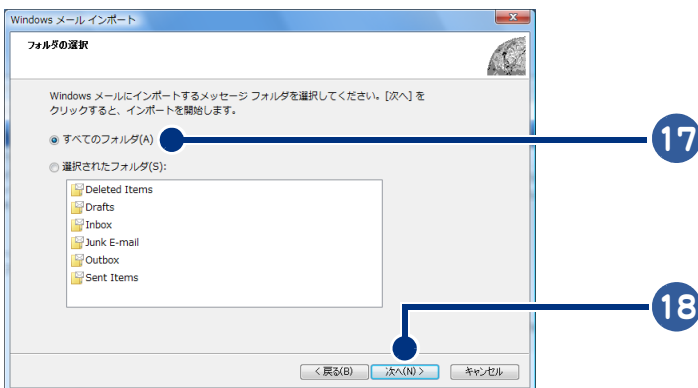 Windows メール インポート
フォルダの選択
Windows メールにインポートするメッセージ フォルダを選択してください。[次へ] を
クリックすると、インポートを開始します。
すべてのフォルダ(A)
17
選択されたフォルダ(S):
Deleted Items
Drafts
Inbox
Junk E-mail
Outbox
Sent Items
18
< 戻る(B)
次へ(N) >
キャンセル